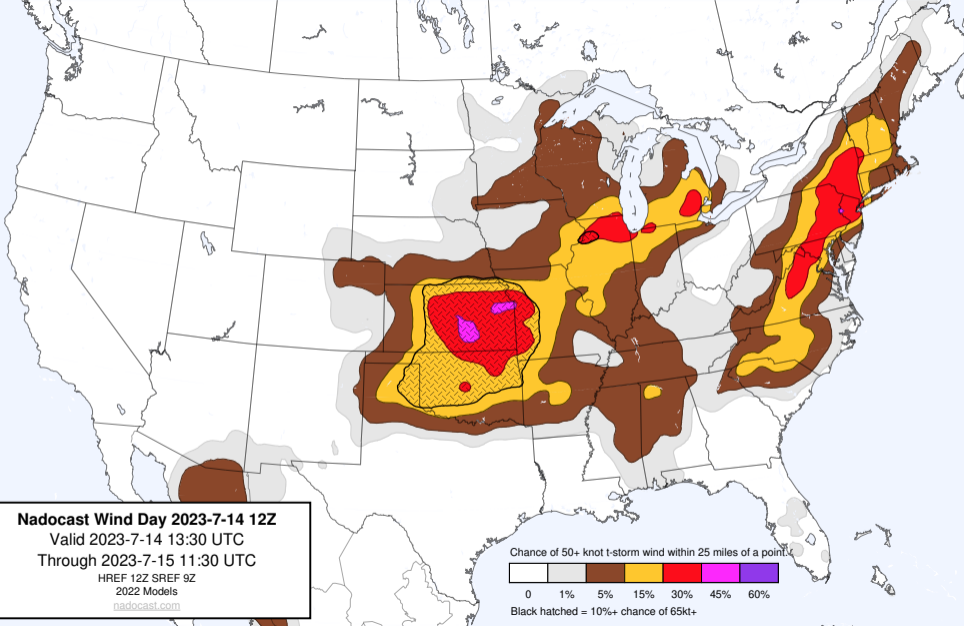 Nadocast Wind Day 2023-7-14 12Z
Valid 2023-7-14 13:30 UTC
Through 2023-7-15 11:30 UTC
HREF 12Z SREF 9Z
2022 Models
nadocast.com
Chance of 50+ knot t-storm wind within 25 miles of a point.
0 1% 5% 15% 30% 45% 60%
Black hatched = 10%+ chance of 65kt+